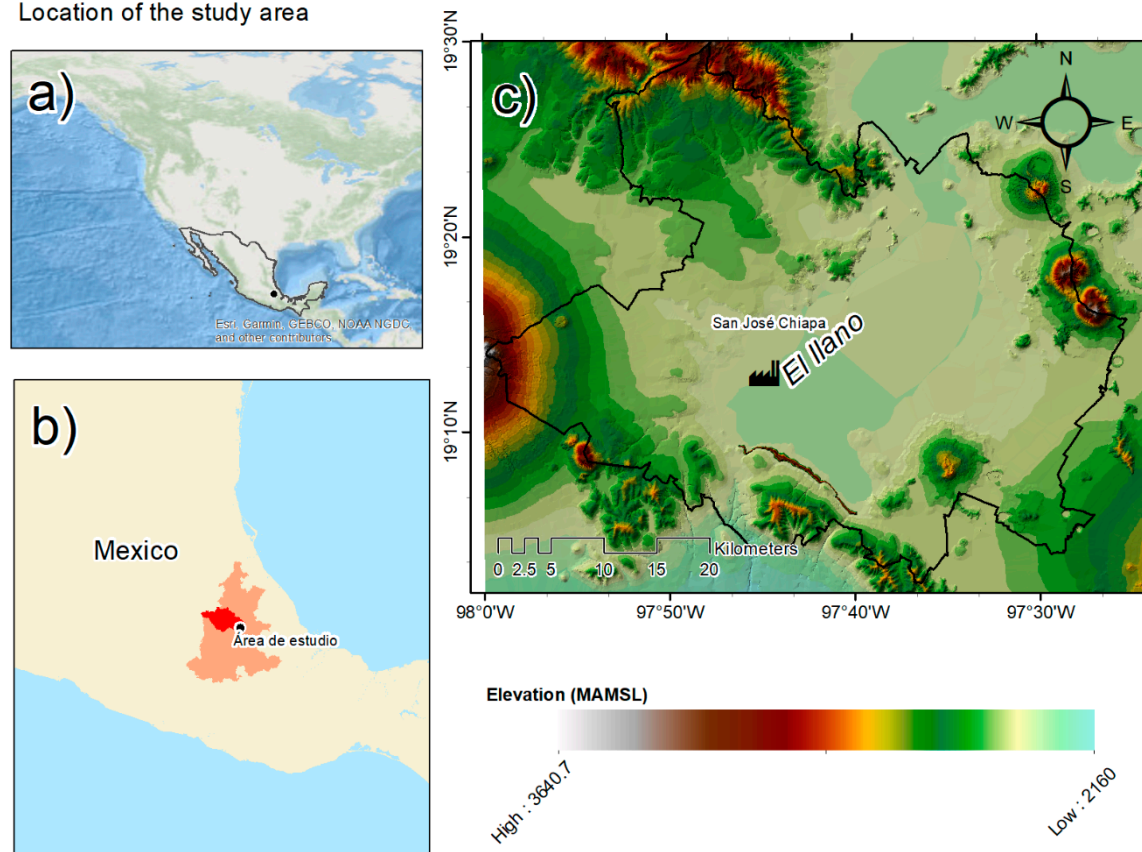 Location of the study area
a)
Esri, Garmin, GEBCO, NOAA NGDC
and other contributors
b)
Mexico
Área de estudio
c)
N
W
E
S
19°30'N
19°20'N
19°10'N
San José Chiapa
El llano
Kilometers
0 2.5 5 10 15 20
98°0'W 97°50'W 97°40'W 97°30'W
Elevation (MAMSL)
High : 3640.7
Low : 2160